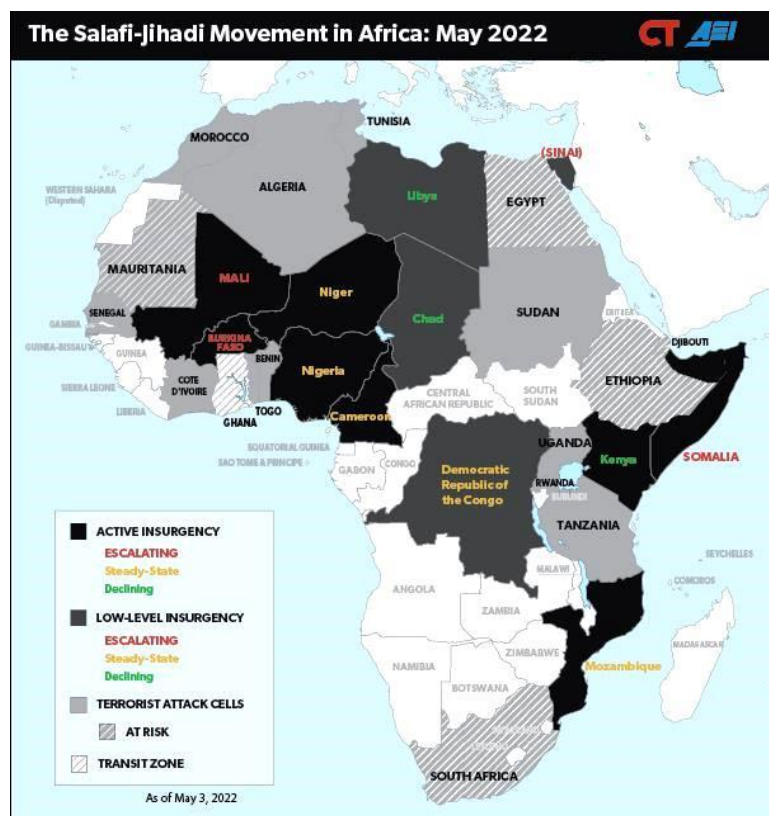 The Salafi-Jihadi Movement in Africa: May 2022
CT AEI
TUNISIA
MOROCCO
(SINAI)
ALGERIA
Libya
EGYPT
WESTERN SAHARA
(Disputed)
MAURITANIA
MALI
Niger
Chad
SUDAN
ERITREA
SENEGAL
GAMBIA
GUINEA-BISSAU
GUINEA
BURKINA
FASO
BENIN
Nigeria
DJIBOUTI
SIERRA LEONE
COTE
D'IVOIRE
ETHIOPIA
LIBERIA
GHANA
TOGO
Cameroon
CENTRAL
AFRICAN REPUBLIC
SOUTH
SUDAN
EQUATORIAL GUINEA
SAO TOME & PRINCIPE
GABON
CONGO
Democratic
Republic of
the Congo
UGANDA
Kenya
SOMALIA
RWANDA
BURUNDI
TANZANIA
SEYCHELLES
COMOROS
MALAWI
ANGOLA
ZAMBIA
MADAGASCAR
ZIMBABWE
Mozambique
NAMIBIA
BOTSWANA
SOUTH AFRICA
ACTIVE INSURGENCY
ESCALATING
Steady-State
Declining
LOW-LEVEL INSURGENCY
ESCALATING
Steady-State
Declining
TERRORIST ATTACK CELLS
AT RISK
TRANSIT ZONE
As of May 3, 2022